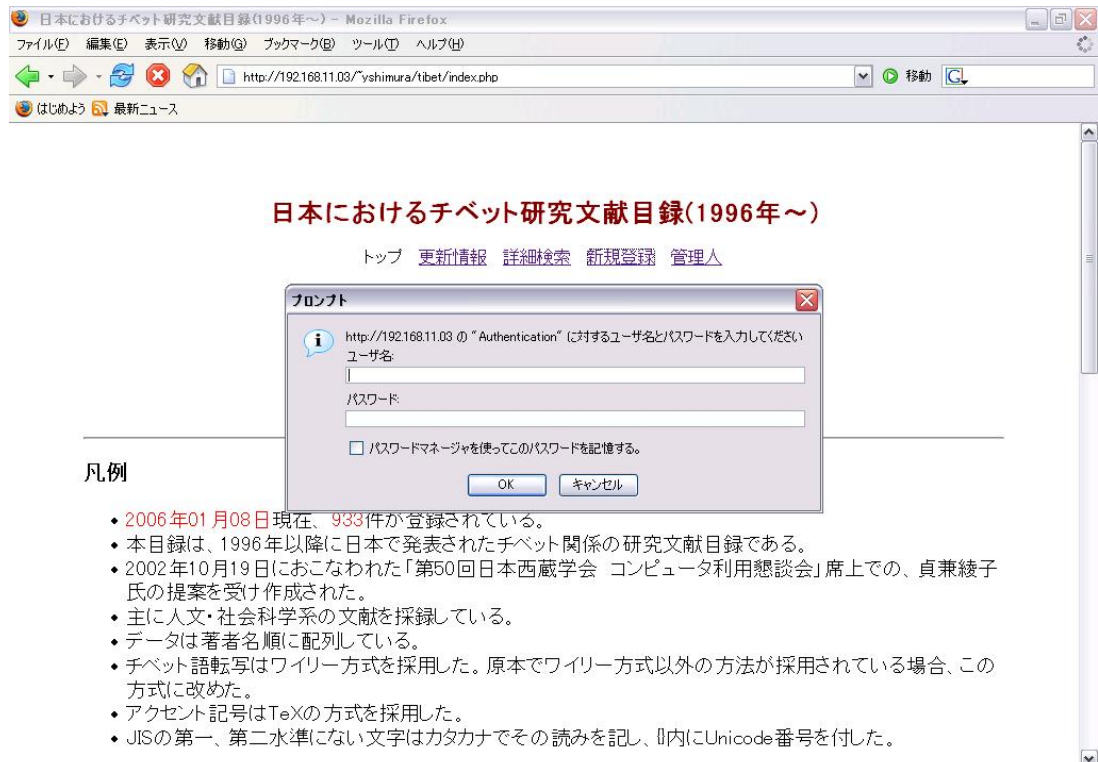 日本におけるチベット研究文献目録(1996年～) - Mozilla Firefox
ファイル(F) 編集(E) 表示(V) 移動(G) ブックマーク(B) ツール(T) ヘルプ(H)
http://192.168.11.03/~yshimura/tibet/index.php 移動
はじめよう 最新ニュース
日本におけるチベット研究文献目録(1996年～)
トップ 更新情報 詳細検索 新規登録 管理人
プロンプト
http://192.168.11.03 の "Authentication" に対するユーザ名とパスワードを入力してください
ユーザ名:
パスワード:
パスワードマネージャを使ってこのパスワードを記憶する。
OK キャンセル
凡例
•2006年01月08日現在、933件が登録されている。
•本目録は、1996年以降に日本で発表されたチベット関係の研究文献目録である。
•2002年10月19日におこなわれた「第50回日本西蔵学会 コンピュータ利用懇談会」席上での、貞兼綾子
氏の提案を受け作成された。
•主に人文・社会科学系の文献を採録している。
•データは著者名順に配列している。
•チベット語転写はワイリー方式を採用した。原本でワイリー方式以外の方法が採用されている場合、この
方式に改めた。
•アクセント記号はTeXの方式を採用した。
•JISの第一、第二水準にない文字はカタカナでその読みを記し、[]内にUnicode番号を付した。